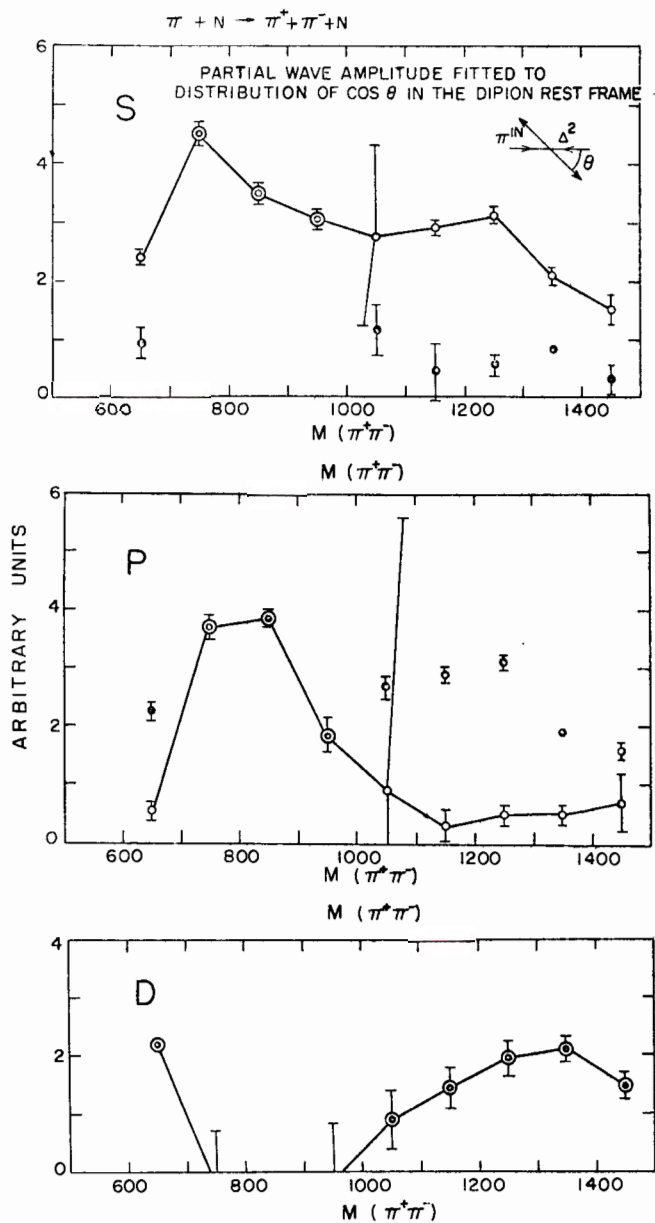 π + N → π⁺+π⁻+N
PARTIAL WAVE AMPLITUDE FITTED TO
DISTRIBUTION OF COS θ IN THE DIPION REST FRAME
S
π^IN
Δ²
θ
6
4
2
0
600
800
1000
1200
1400
M (π⁺π⁻)
M (π⁺π⁻)
ARBITRARY UNITS
P
6
4
2
0
600
800
1000
1200
1400
M (π⁺π⁻)
M (π⁺π⁻)
D
4
2
0
600
800
1000
1200
1400
M (π⁺π⁻)